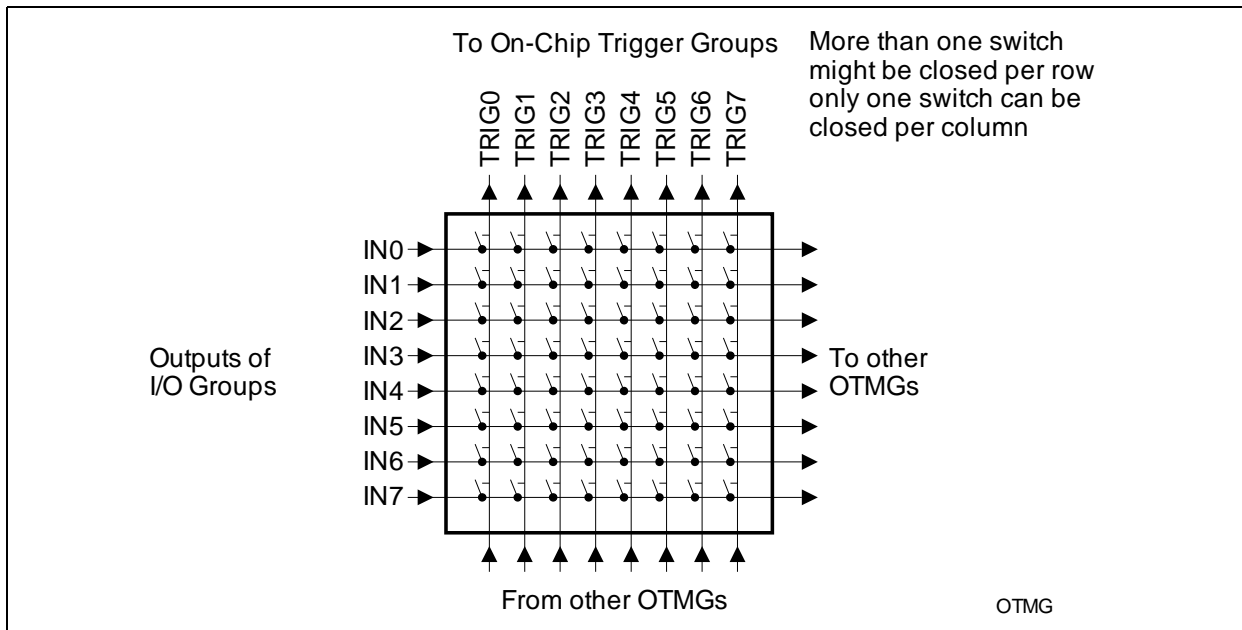 To On-Chip Trigger Groups
More than one switch
might be closed per row
only one switch can be
closed per column
TRIG0
TRIG1
TRIG2
TRIG3
TRIG4
TRIG5
TRIG6
TRIG7
IN0
IN1
IN2
IN3
IN4
IN5
IN6
IN7
Outputs of
I/O Groups
To other
OTMGs
From other OTMGs
OTMG